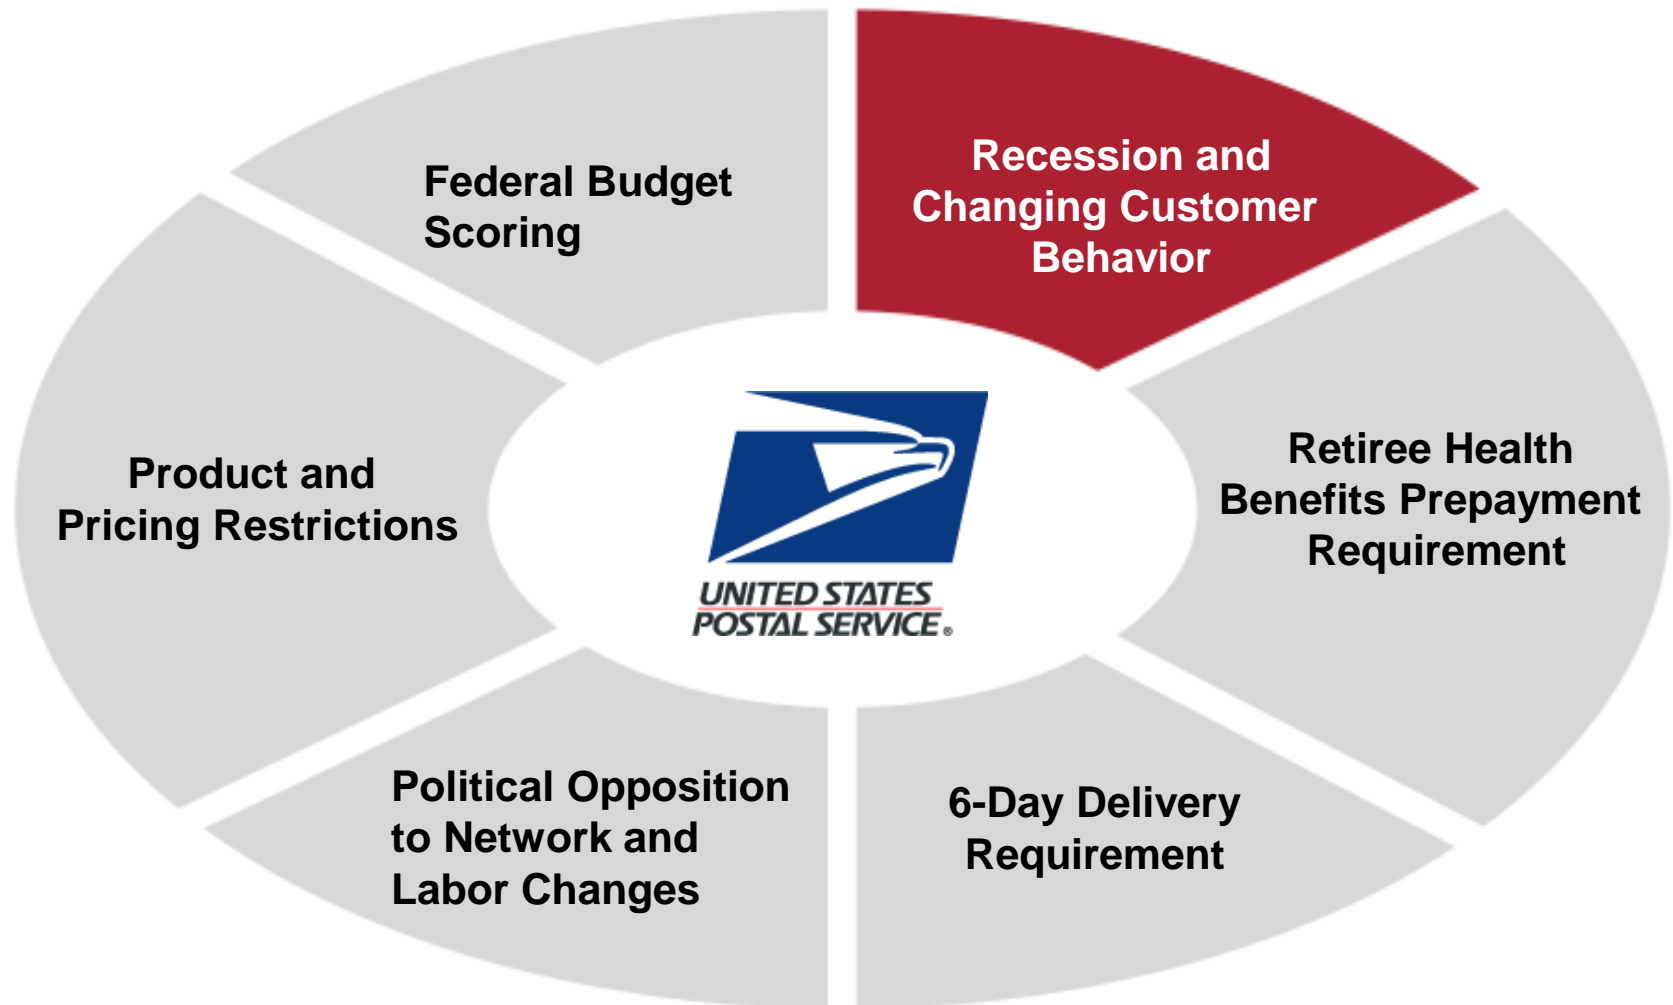 Federal Budget
Scoring
Recession and
Changing Customer
Behavior
Product and
Pricing Restrictions
Retiree Health
Benefits Prepayment
Requirement
UNITED STATES
POSTAL SERVICE®
Political Opposition
to Network and
Labor Changes
6-Day Delivery
Requirement